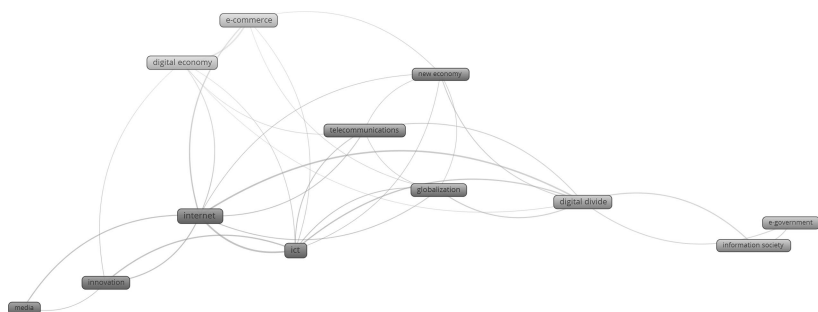 e-commerce
digital economy
new economy
telecommunications
globalization
digital divide
internet
e-government
information society
ict
innovation
media